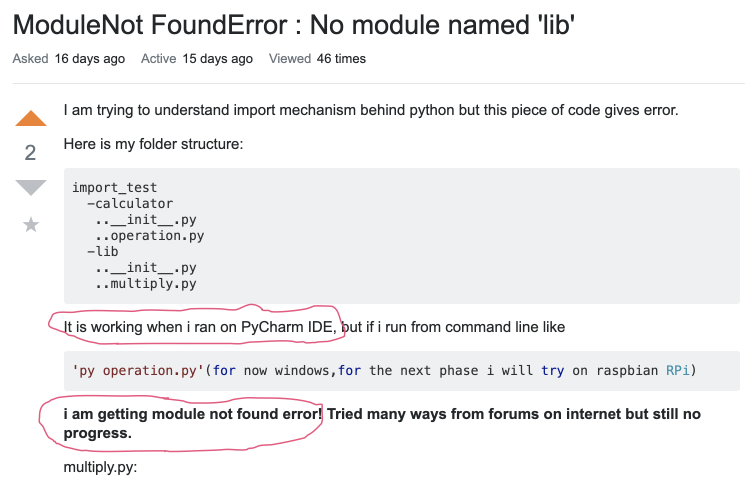 ModuleNot FoundError : No module named 'lib'
Asked 16 days ago Active 15 days ago Viewed 46 times
I am trying to understand import mechanism behind python but this piece of code gives error.
2
Here is my folder structure:
import_test
-calculator
..__init__.py
..operation.py
-lib
..__init__.py
..multiply.py
It is working when i ran on PyCharm IDE, but if i run from command line like
'py operation.py'(for now windows,for the next phase i will try on raspbian RPi)
i am getting module not found error! Tried many ways from forums on internet but still no
progress.
multiply.py: